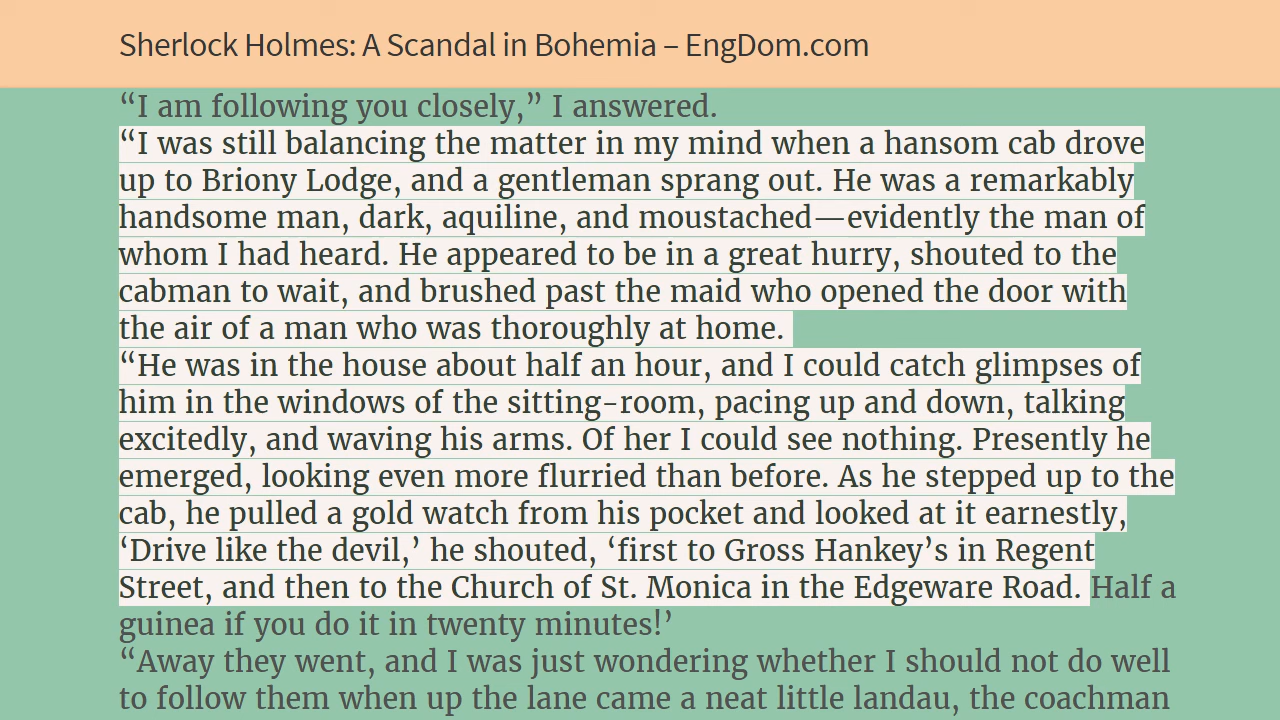 Sherlock Holmes: A Scandal in Bohemia – EngDom.com
“I am following you closely,” I answered.
“I was still balancing the matter in my mind when a hansom cab drove
up to Briony Lodge, and a gentleman sprang out. He was a remarkably
handsome man, dark, aquiline, and moustached—evidently the man of
whom I had heard. He appeared to be in a great hurry, shouted to the
cabman to wait, and brushed past the maid who opened the door with
the air of a man who was thoroughly at home.
“He was in the house about half an hour, and I could catch glimpses of
him in the windows of the sitting-room, pacing up and down, talking
excitedly, and waving his arms. Of her I could see nothing. Presently he
emerged, looking even more flurried than before. As he stepped up to the
cab, he pulled a gold watch from his pocket and looked at it earnestly,
‘Drive like the devil,’ he shouted, ‘first to Gross Hankey’s in Regent
Street, and then to the Church of St. Monica in the Edgeware Road. Half a
guinea if you do it in twenty minutes!’
“Away they went, and I was just wondering whether I should not do well
to follow them when up the lane came a neat little landau, the coachman